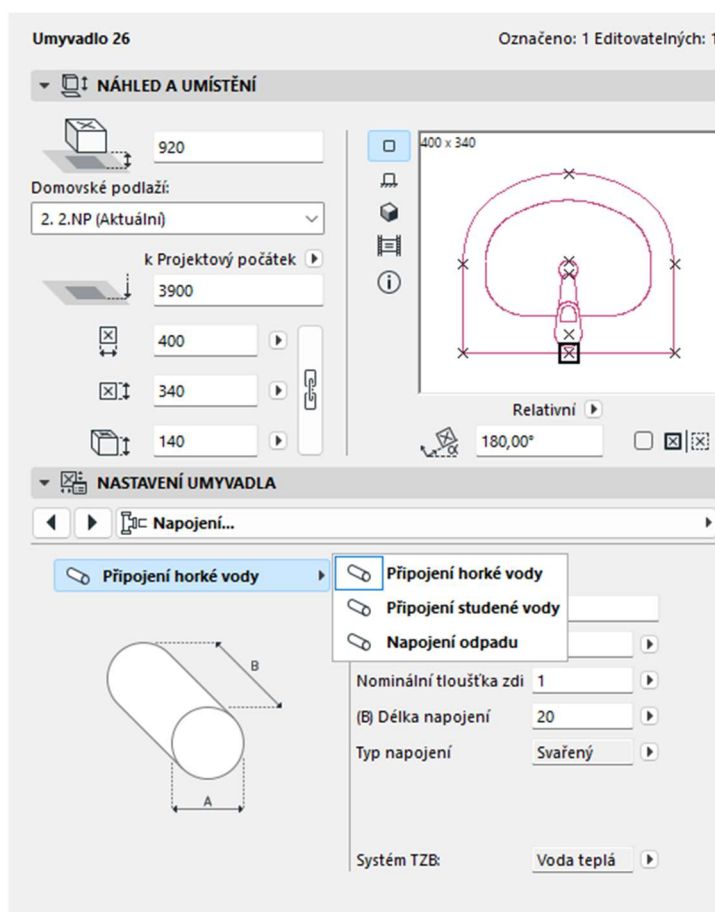 Umyvadlo 26
Označeno: 1 Editovatelných: 1
NÁHLED A UMÍSTĚNÍ
920
Domovské podlaží:
2. 2.NP (Aktuální)
k Projektový počátek
3900
400
340
140
400 x 340
Relativní
α
180,00°
NASTAVENÍ UMYVADLA
Napojení...
Připojení horké vody
Připojení horké vody
Připojení studené vody
Napojení odpadu
B
A
Nominální tloušťka zdi 1
(B) Délka napojení 20
Typ napojení Svařený
Systém TZB: Voda teplá